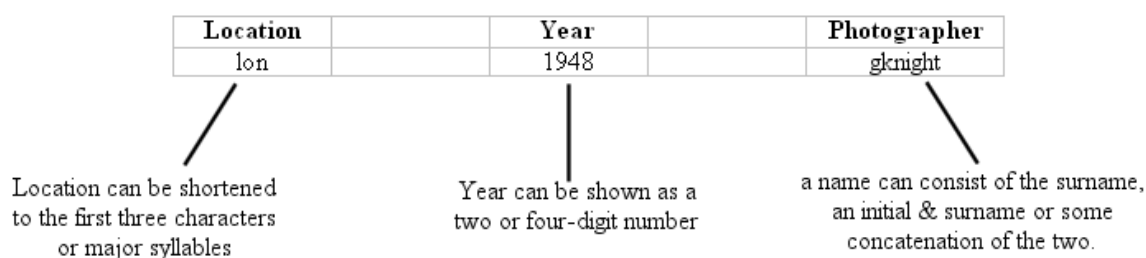 Location Year Photographer
lon 1948 gknight
Location can be shortened
to the first three characters
or major syllables
Year can be shown as a
two or four-digit number
a name can consist of the surname,
an initial & surname or some
concatenation of the two.